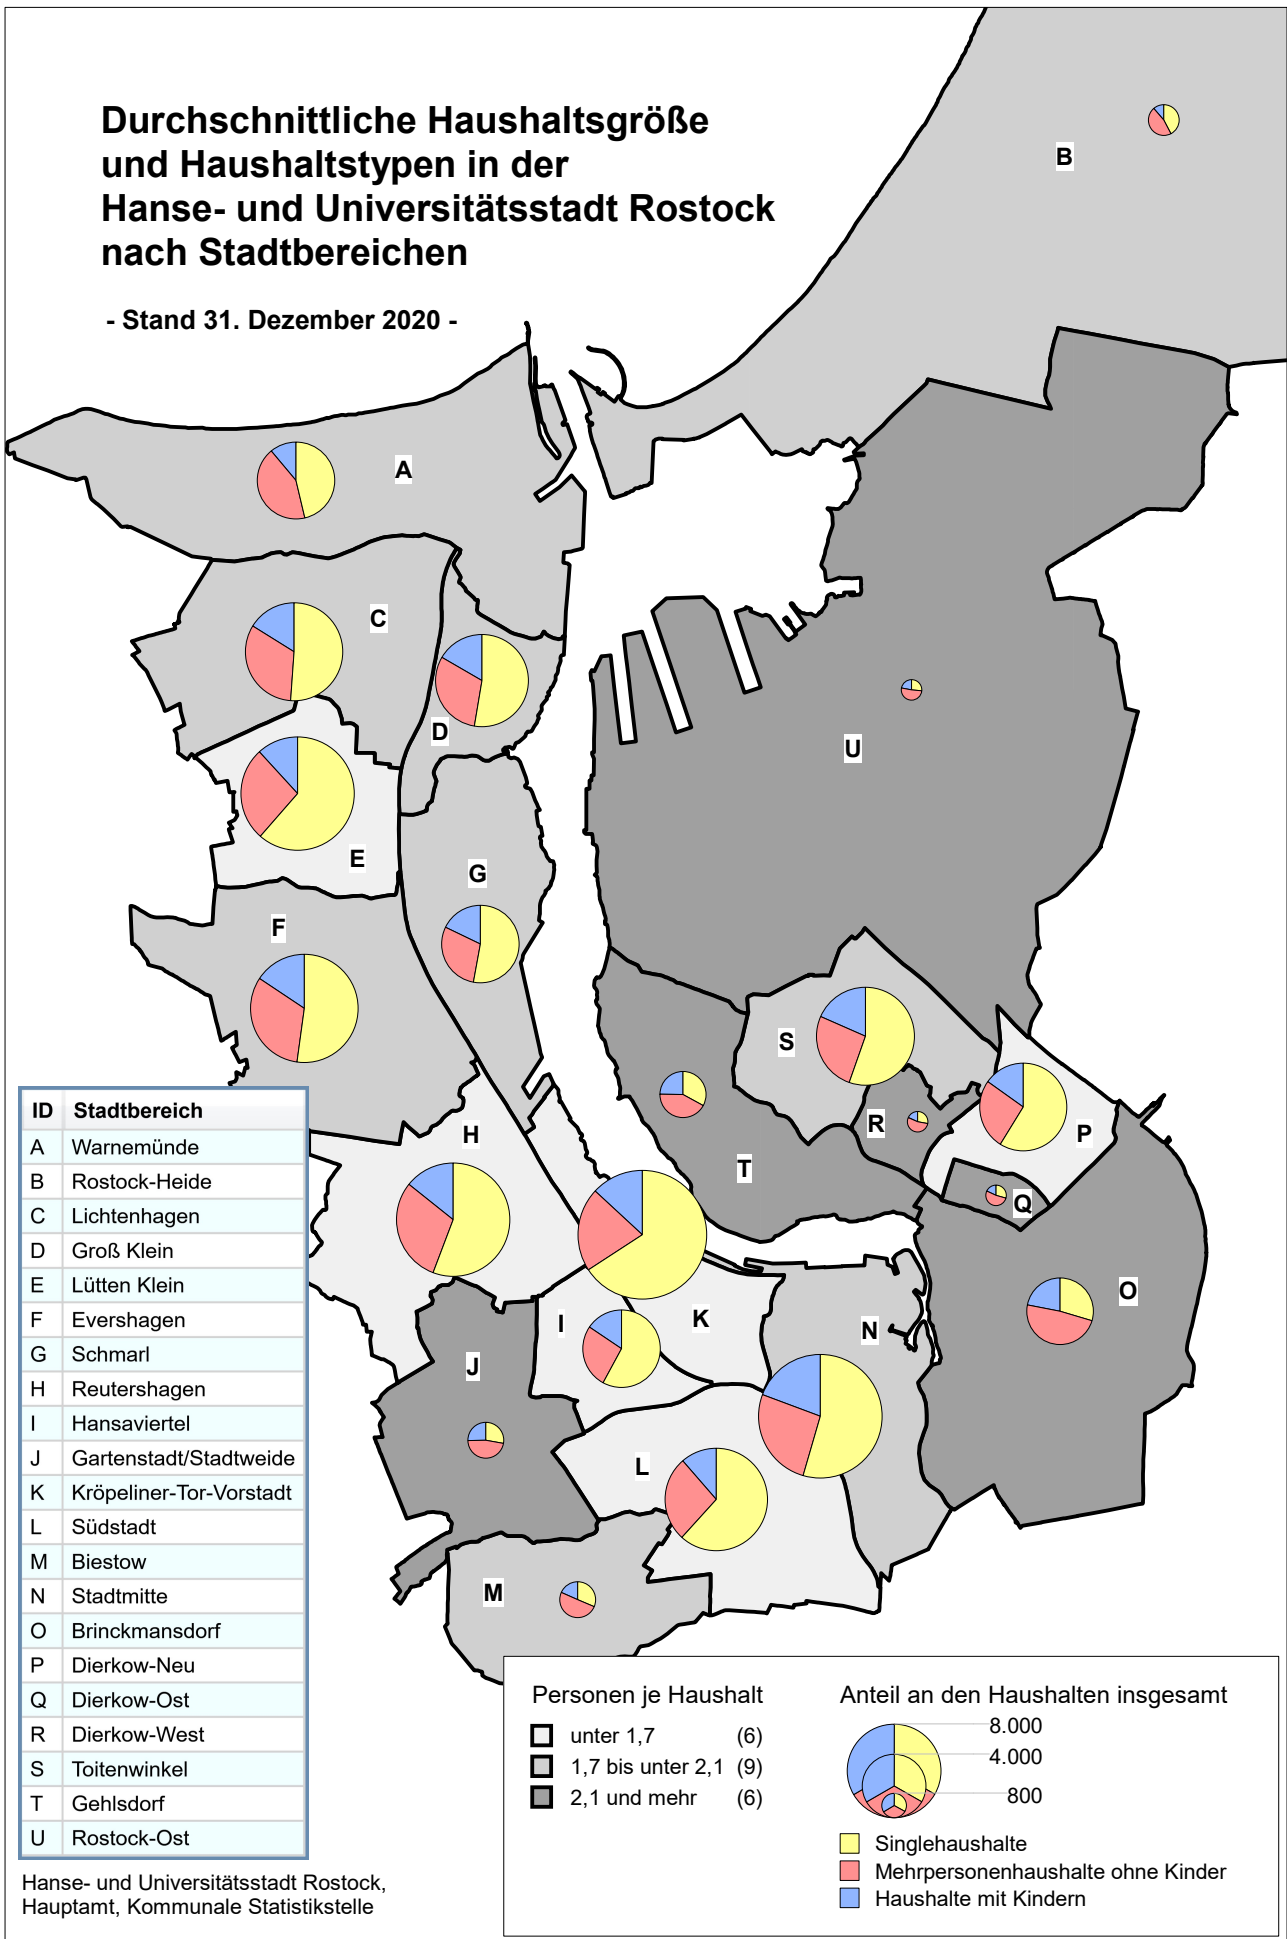 Durchschnittliche Haushaltsgröße
und Haushaltstypen in der
Hanse- und Universitätsstadt Rostock
nach Stadtbereichen
- Stand 31. Dezember 2020 -
B
A
C
D
U
E
G
F
S
R
P
H
T
Q
O
I
K
N
J
L
M
ID Stadtbereich
A Warnemünde
B Rostock-Heide
C Lichtenhagen
D Groß Klein
E Lütten Klein
F Evershagen
G Schmarl
H Reutershagen
I Hansaviertel
J Gartenstadt/Stadtweide
K Kröpeliner-Tor-Vorstadt
L Südstadt
M Biestow
N Stadtmitte
O Brinckmansdorf
P Dierkow-Neu
Q Dierkow-Ost
R Dierkow-West
S Toitenwinkel
T Gehlsdorf
U Rostock-Ost
Hanse- und Universitätsstadt Rostock,
Hauptamt, Kommunale Statistikstelle
Personen je Haushalt
unter 1,7 (6)
1,7 bis unter 2,1 (9)
2,1 und mehr (6)
Anteil an den Haushalten insgesamt
8.000
4.000
800
Singlehaushalte
Mehrpersonenhaushalte ohne Kinder
Haushalte mit Kindern